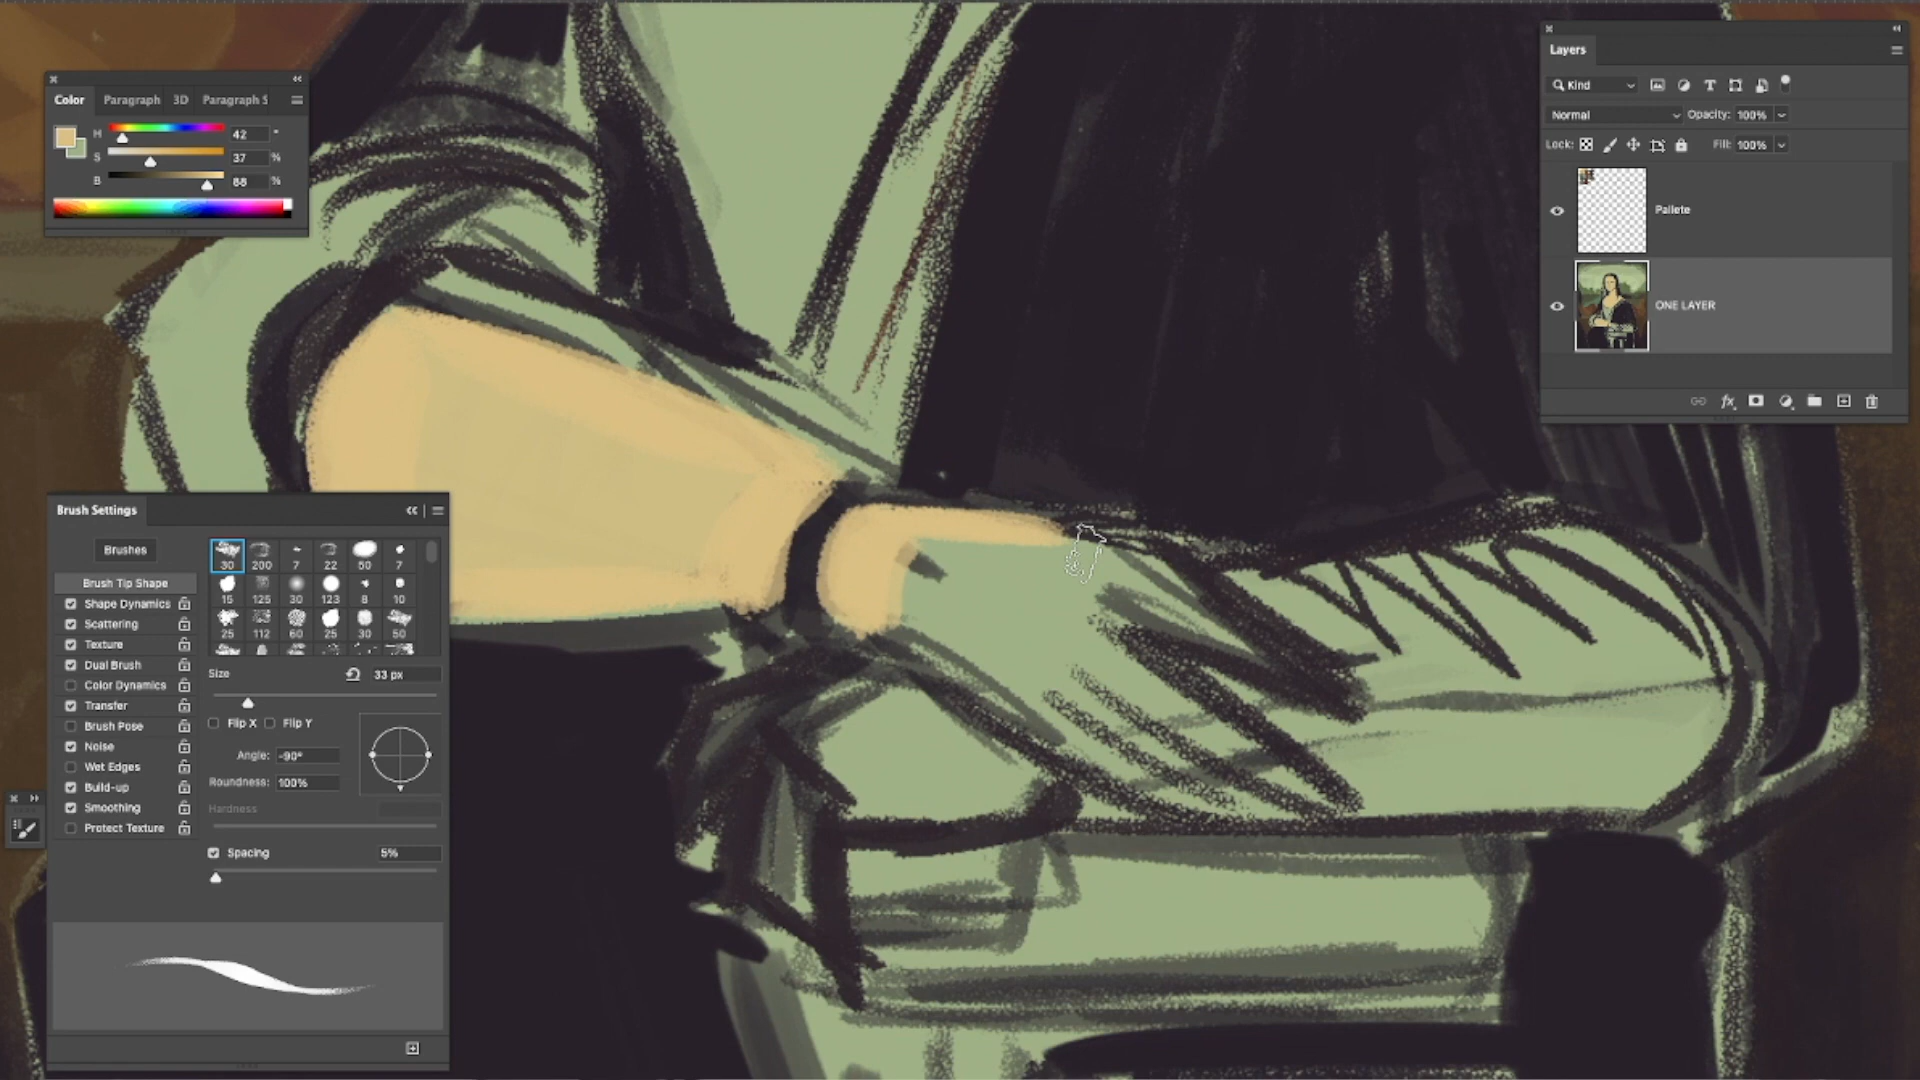 Color Paragraph 3D Paragraph S
H 42 °
S 37 %
B 88 %
Layers
Kind
Normal Opacity: 100%
Lock: Fill: 100%
Pallete
ONE LAYER
Brush Settings
Brushes
Brush Tip Shape
Shape Dynamics
Scattering
Texture
Dual Brush
Color Dynamics
Transfer
Brush Pose
Noise
Wet Edges
Build-up
Smoothing
Protect Texture
30 200 7 22 50 7
15 125 30 123 8 10
25 112 60 25 30 50
Size 33 px
Flip X Flip Y
Angle: -90°
Roundness: 100%
Hardness
Spacing 5%